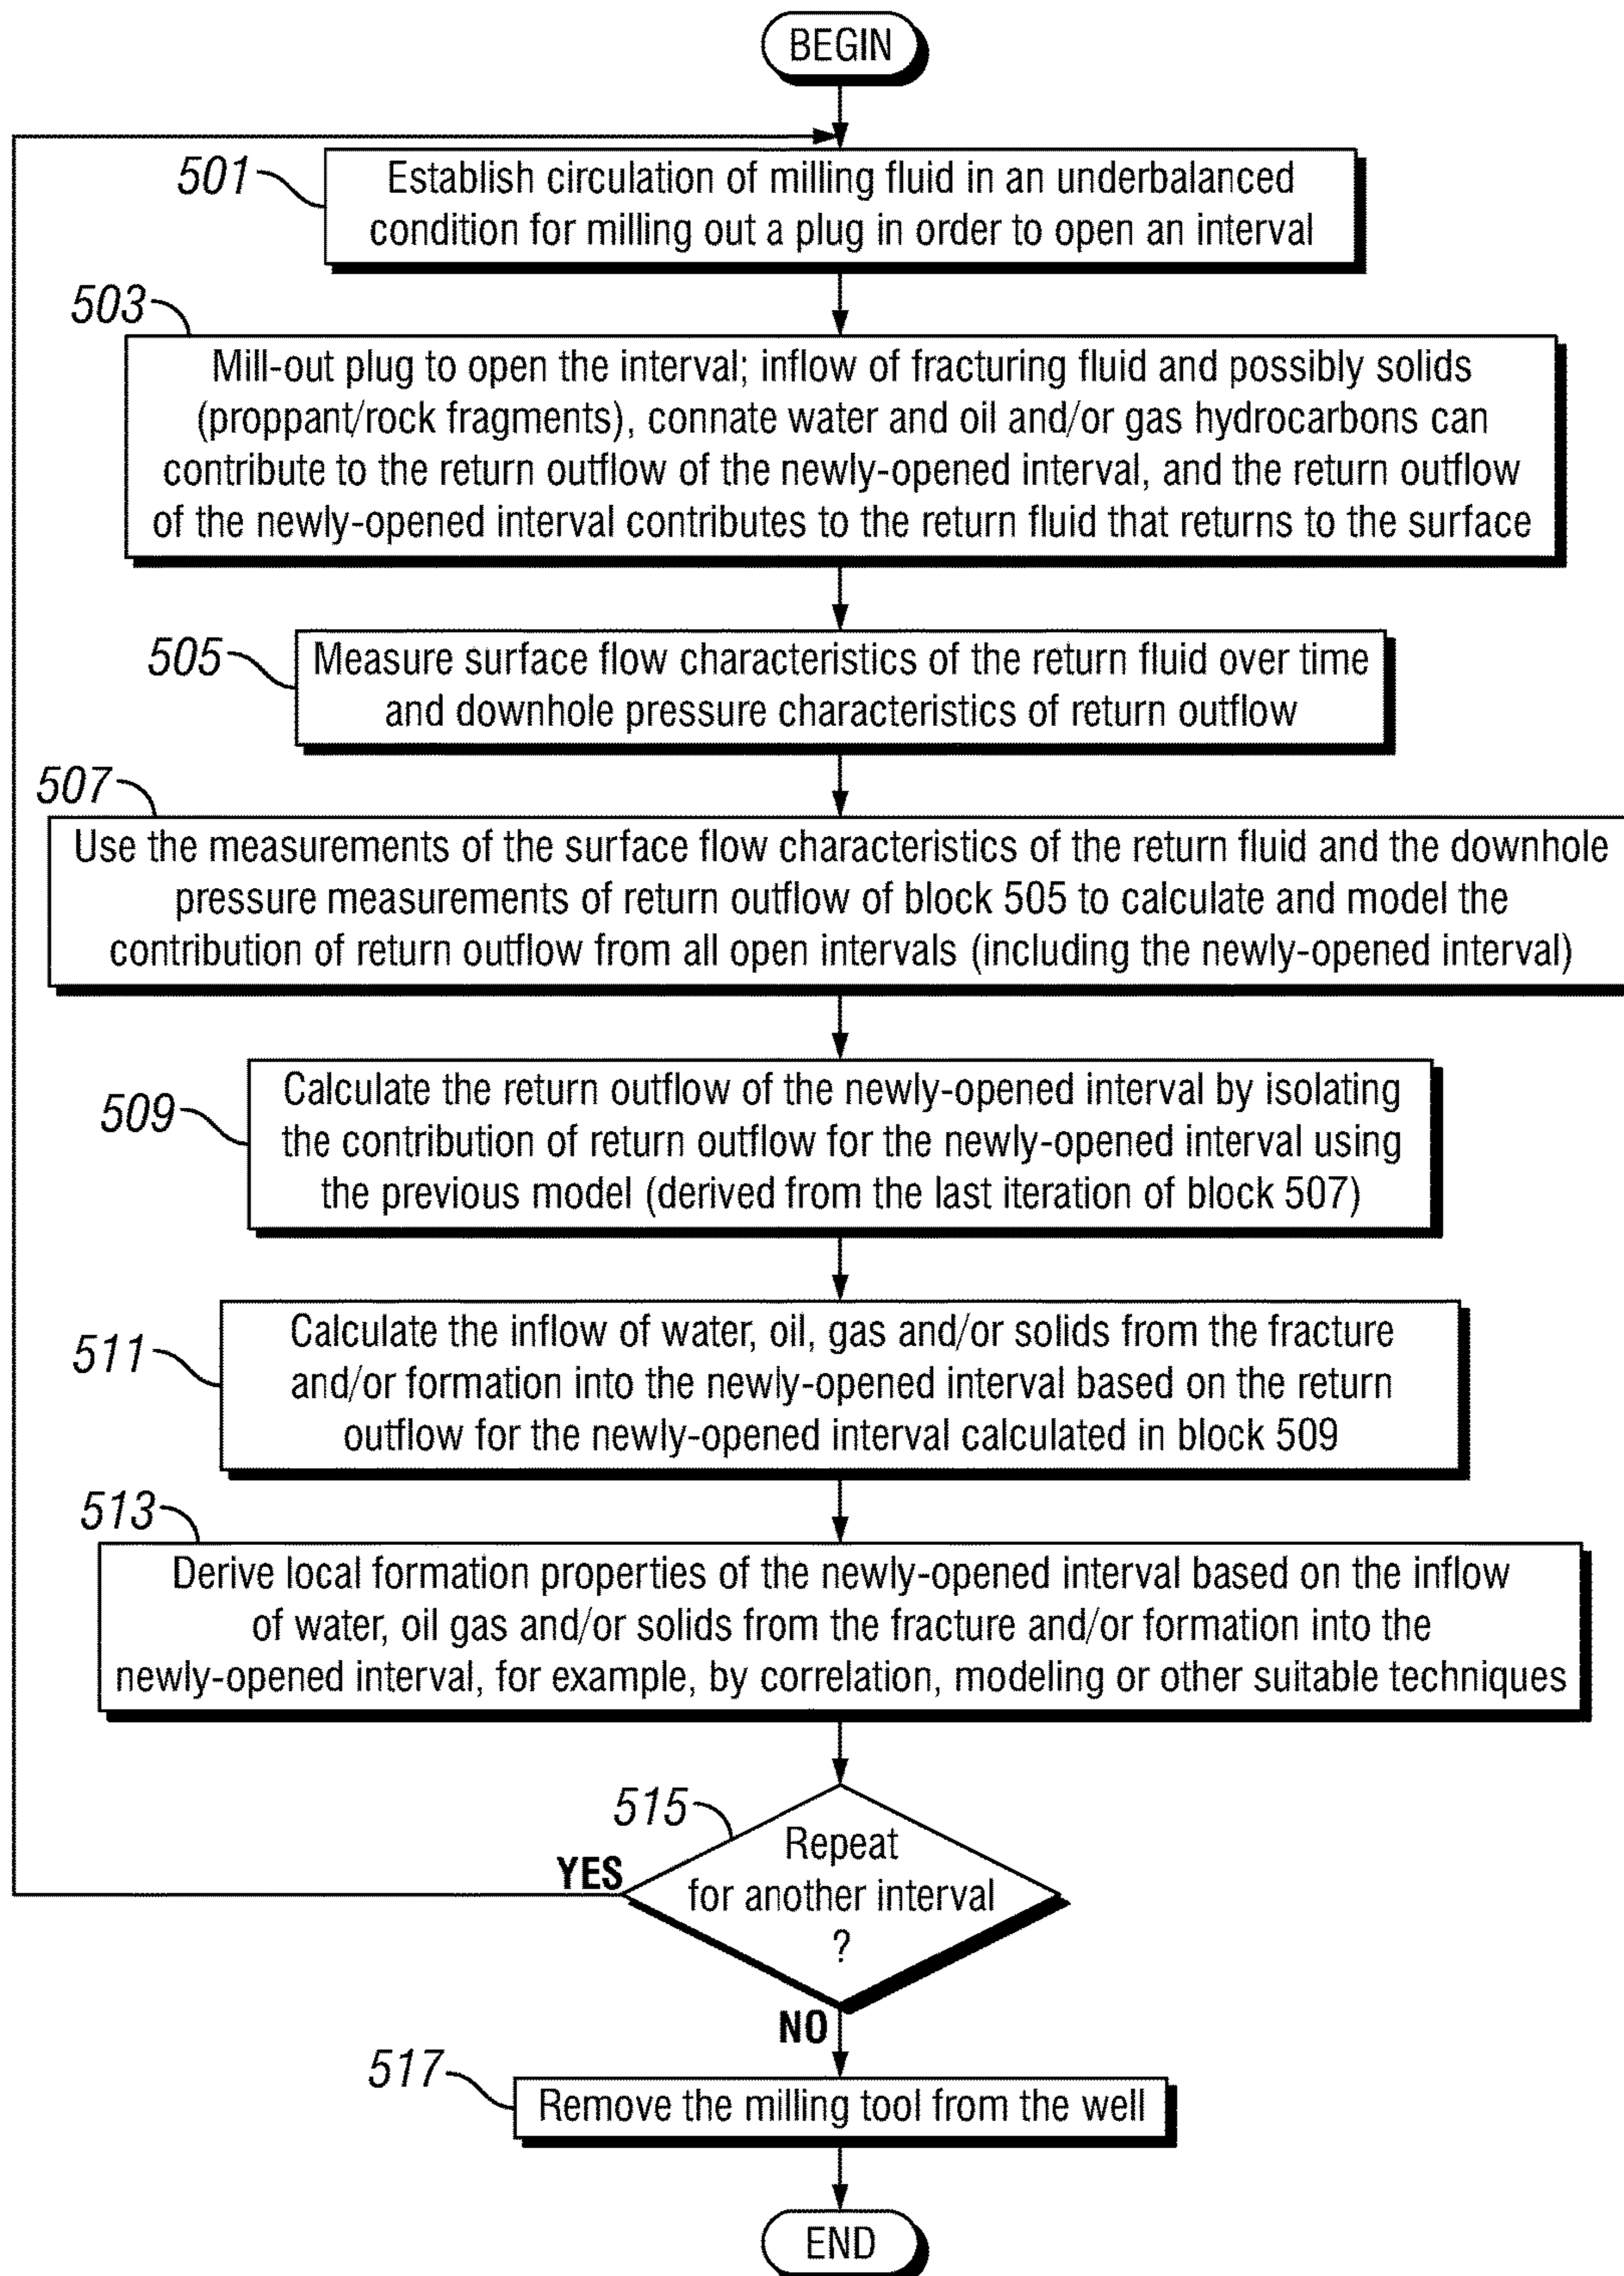 BEGIN
501
Establish circulation of milling fluid in an underbalanced
condition for milling out a plug in order to open an interval
503
Mill-out plug to open the interval; inflow of fracturing fluid and possibly solids
(proppant/rock fragments), connate water and oil and/or gas hydrocarbons can
contribute to the return outflow of the newly-opened interval, and the return outflow
of the newly-opened interval contributes to the return fluid that returns to the surface
505
Measure surface flow characteristics of the return fluid over time
and downhole pressure characteristics of return outflow
507
Use the measurements of the surface flow characteristics of the return fluid and the downhole
pressure measurements of return outflow of block 505 to calculate and model the
contribution of return outflow from all open intervals (including the newly-opened interval)
509
Calculate the return outflow of the newly-opened interval by isolating
the contribution of return outflow for the newly-opened interval using
the previous model (derived from the last iteration of block 507)
511
Calculate the inflow of water, oil, gas and/or solids from the fracture
and/or formation into the newly-opened interval based on the return
outflow for the newly-opened interval calculated in block 509
513
Derive local formation properties of the newly-opened interval based on the inflow
of water, oil gas and/or solids from the fracture and/or formation into the
newly-opened interval, for example, by correlation, modeling or other suitable techniques
515
Repeat
for another interval
?
YES
NO
517
Remove the milling tool from the well
END